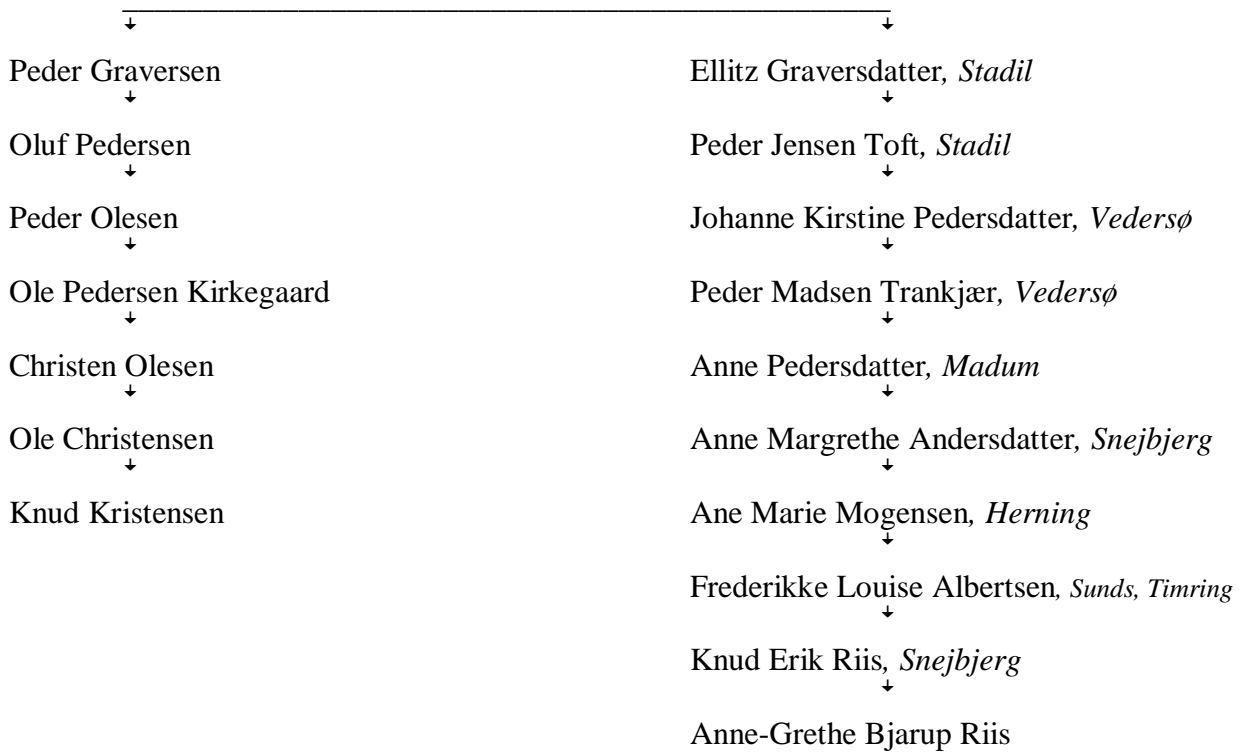 Peder Graversen Ellitz Graversdatter, Stadil
Oluf Pedersen Peder Jensen Toft, Stadil
Peder Olesen Johanne Kirstine Pedersdatter, Vedersø
Ole Pedersen Kirkegaard Peder Madsen Trankjær, Vedersø
Christen Olesen Anne Pedersdatter, Madum
Ole Christensen Anne Margrethe Andersdatter, Snejbjerg
Knud Kristensen Ane Marie Mogensen, Herning
Frederikke Louise Albertsen, Sunds, Timring
Knud Erik Riis, Snejbjerg
Anne-Grethe Bjarup Riis